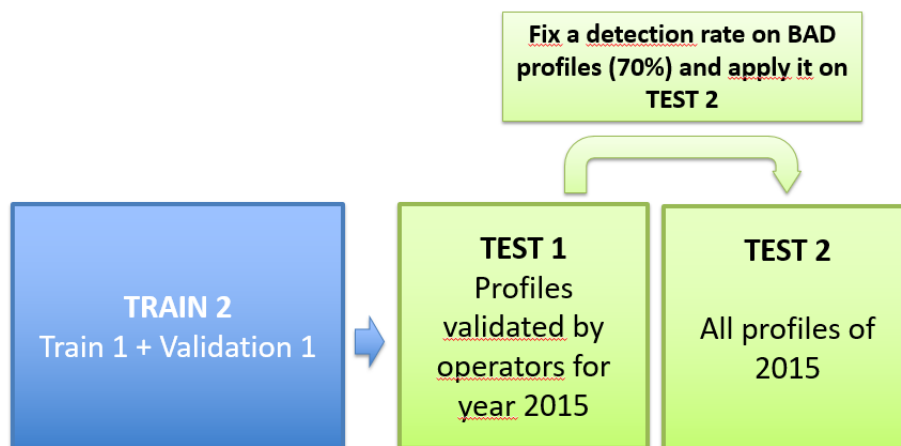 Fix a detection rate on BAD
profiles (70%) and apply it on
TEST 2
TRAIN 2
Train 1 + Validation 1
TEST 1
Profiles
validated by
operators for
year 2015
TEST 2
All profiles of
2015